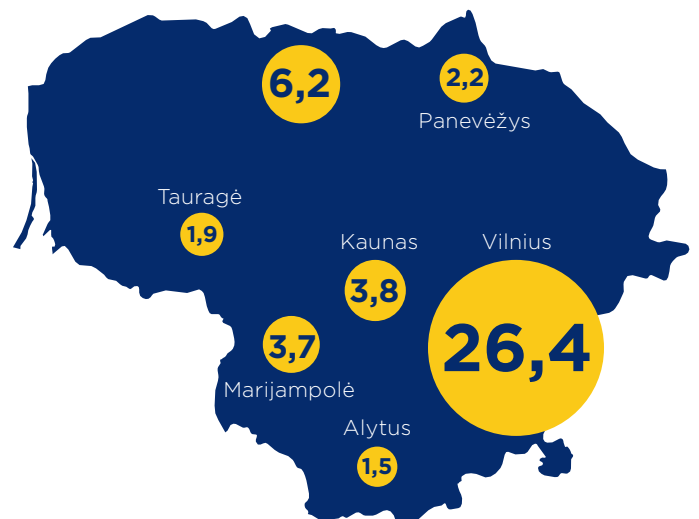 6,2
2,2
Panevėžys
Tauragė
1,9
Kaunas
3,8
Vilnius
26,4
3,7
Marijampolė
Alytus
1,5